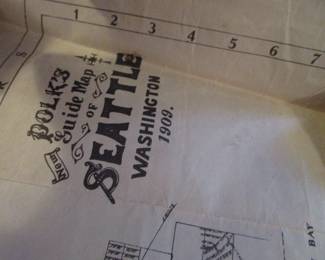 1 2 3 4 5 6 7
S
K
POLK'S
New Guide Map
OF
SEATTLE
WASHINGTON
1909.
BAY